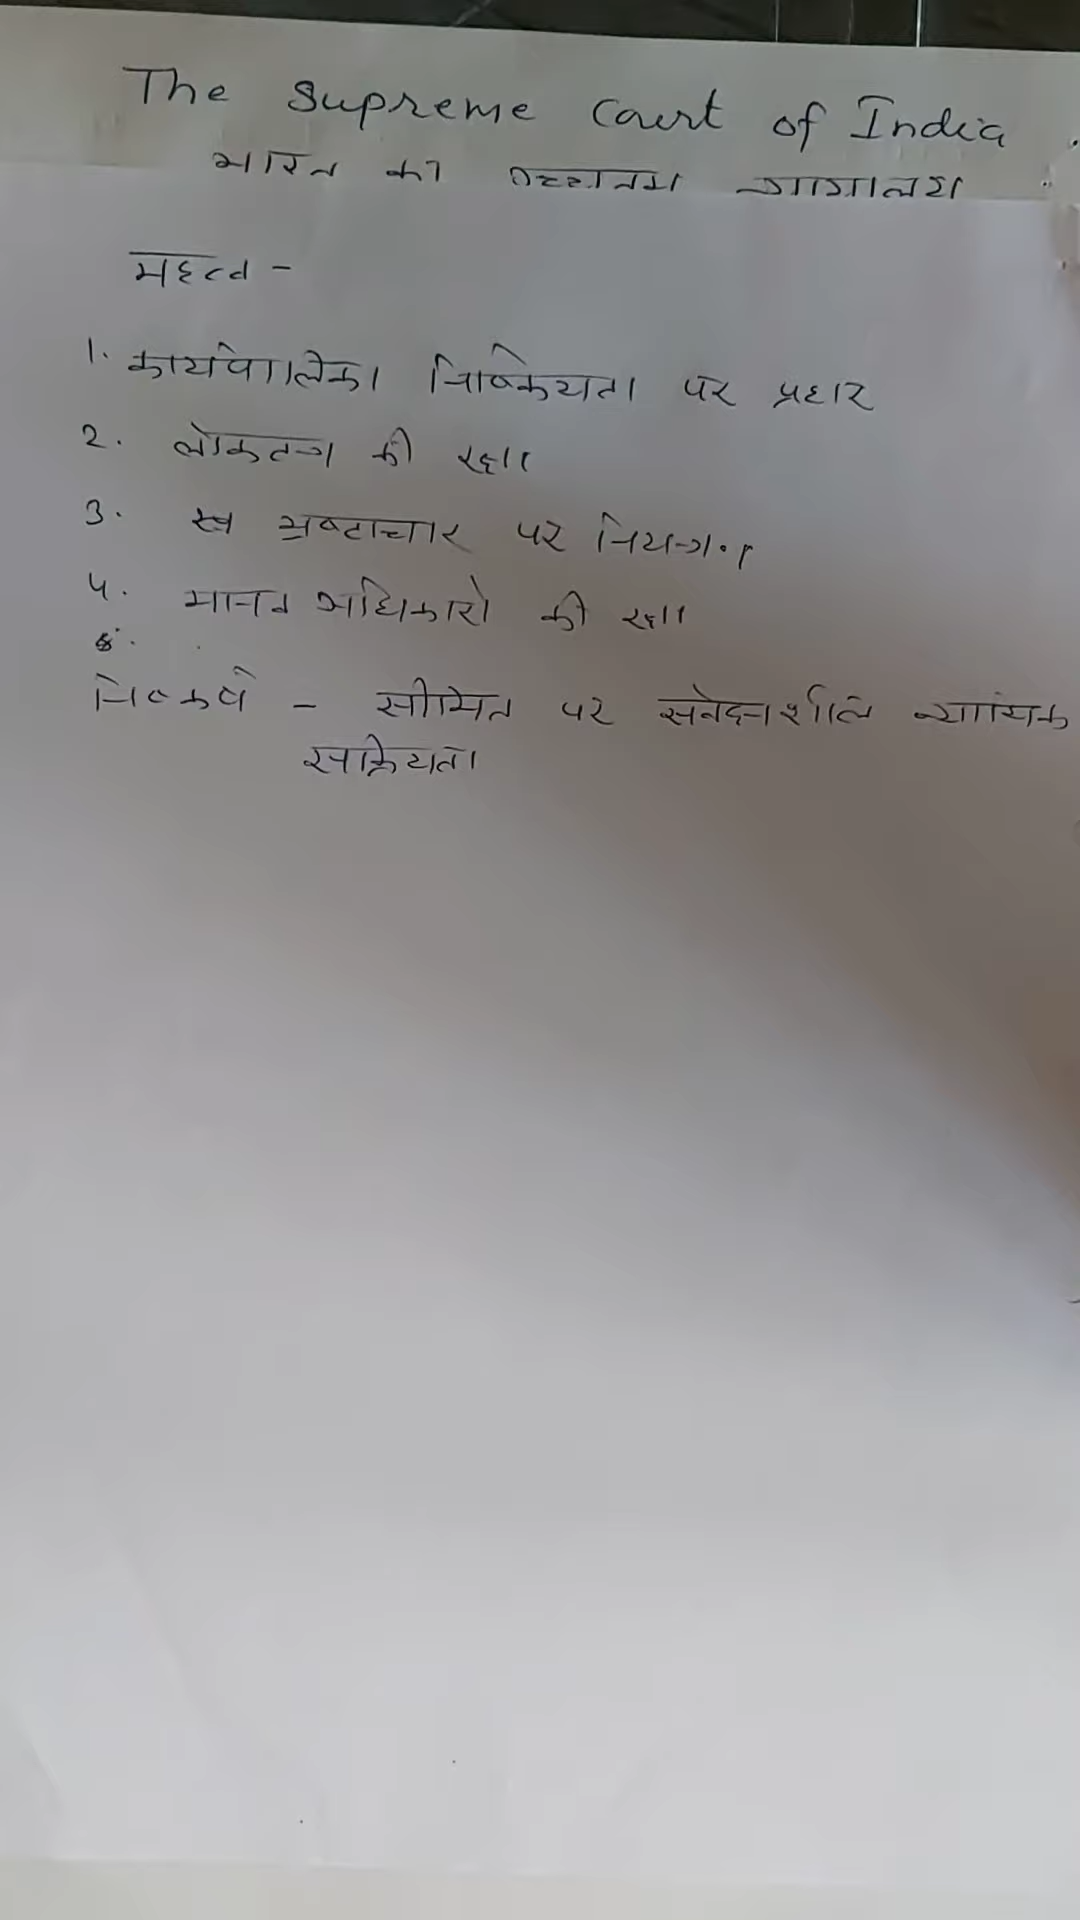 The Supreme Court of India
भारत का उच्चतम न्यायालय
महत्व -
1. कार्यपालिका निष्क्रियता पर प्रहार
2. लोकतन्त्र की रक्षा
3. भ्रष्टाचार पर नियन्त्रण
4. मानव अधिकारो की रक्षा
निष्कर्ष - सीमित पर संवेदनशील न्यायिक
सक्रियता